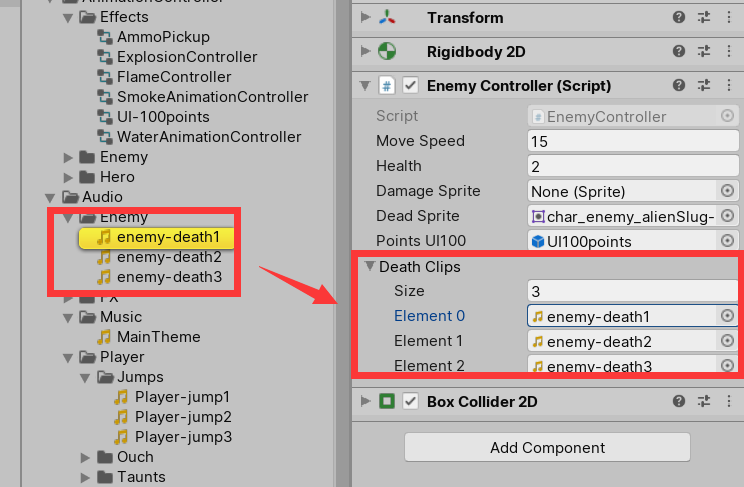 AnimationController
Effects
AmmoPickup
ExplosionController
FlameController
SmokeAnimationController
UI-100points
WaterAnimationController
Enemy
Hero
Audio
Enemy
enemy-death1
enemy-death2
enemy-death3
FX
Music
MainTheme
Player
Jumps
Player-jump1
Player-jump2
Player-jump3
Ouch
Taunts
Transform
Rigidbody 2D
# Enemy Controller (Script)
Script # EnemyController
Move Speed 15
Health 2
Damage Sprite None (Sprite)
Dead Sprite char_enemy_alienSlug-
Points UI100 UI100points
Death Clips
Size 3
Element 0 enemy-death1
Element 1 enemy-death2
Element 2 enemy-death3
Box Collider 2D
Add Component